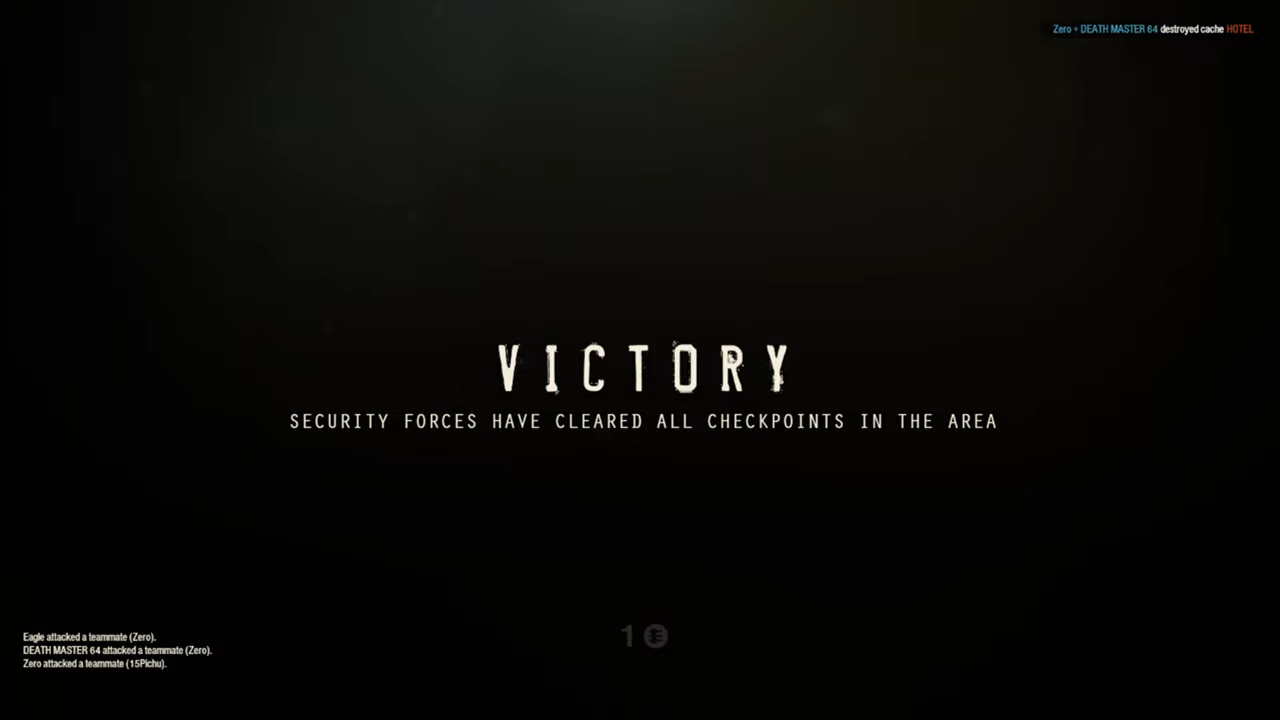 Zero + DEATH MASTER 64 destroyed cache HOTEL
VICTORY
SECURITY FORCES HAVE CLEARED ALL CHECKPOINTS IN THE AREA
1
Eagle attacked a teammate (Zero).
DEATH MASTER 64 attacked a teammate (Zero).
Zero attacked a teammate (15Pichu).